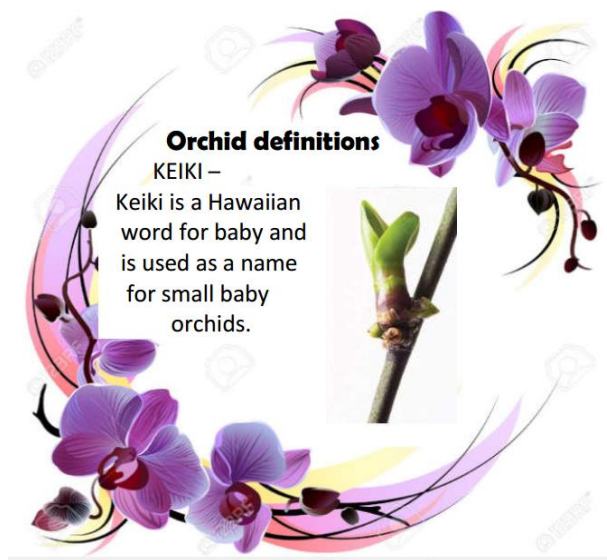 Orchid definitions
KEIKI –
Keiki is a Hawaiian
word for baby and
is used as a name
for small baby
orchids.